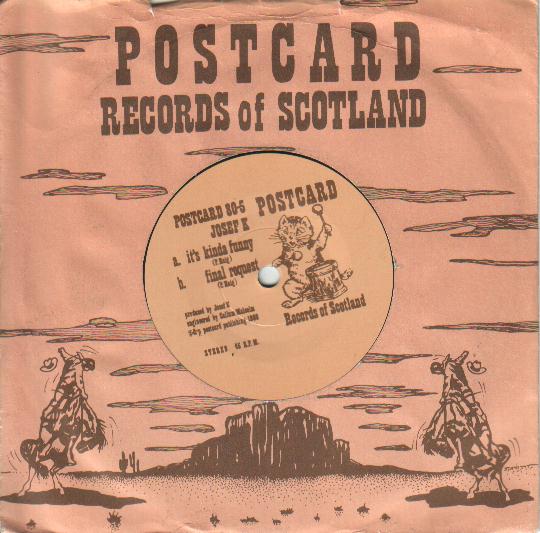 POSTCARD
RECORDS of SCOTLAND
POSTCARD 80-5
JOSEF K
a. it's kinda funny
(P. Haig)
b. final request
(P. Haig)
produced by Josef K
engineered by Callum Malcolm
postcard publishing 1980
STEREO 45 R.P.M.
POSTCARD
Records of Scotland